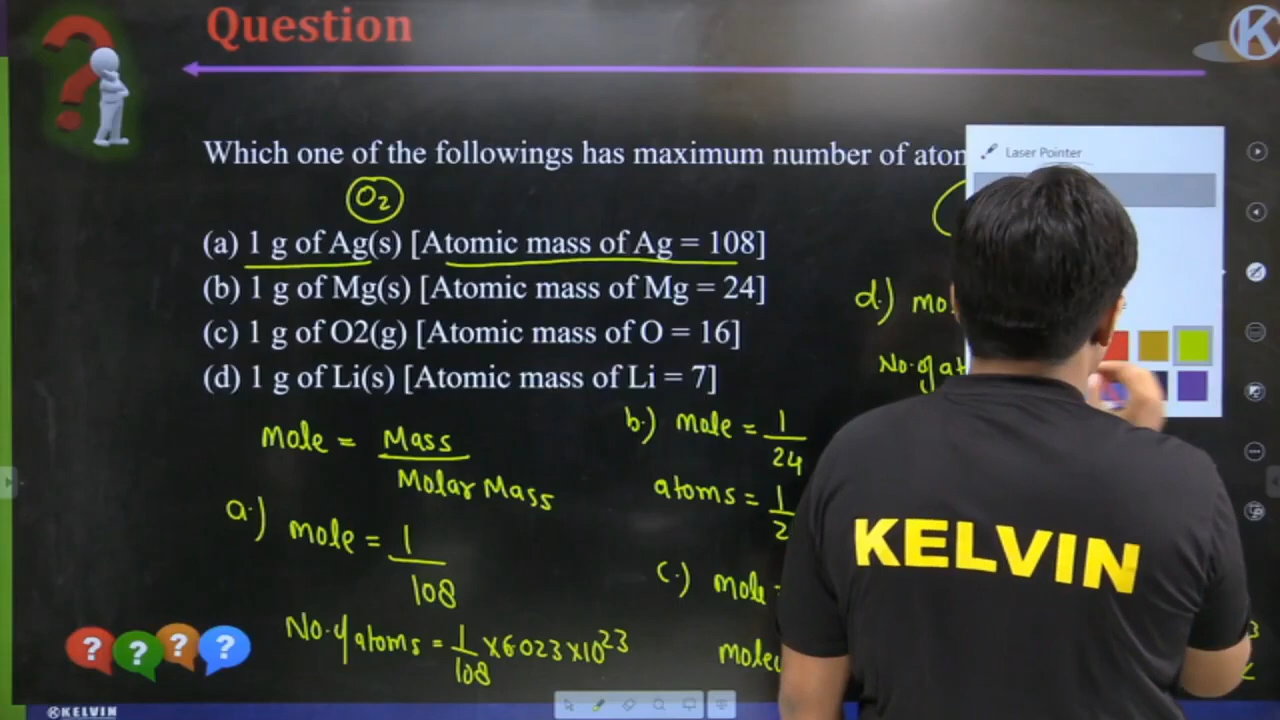 Question
K
Which one of the followings has maximum number of atom
O2
(a) 1 g of Ag(s) [Atomic mass of Ag = 108]
(b) 1 g of Mg(s) [Atomic mass of Mg = 24]
(c) 1 g of O2(g) [Atomic mass of O = 16]
(d) 1 g of Li(s) [Atomic mass of Li = 7]
Laser Pointer
d.) mo
No. of at
mole = Mass
Molar Mass
a.) mole = 1
108
No. of atoms = 1/108 × 6023 × 10^23
b.) mole = 1
24
atoms = 1
2
c.) mole =
molec
KELVIN
? ? ? ?
KELVIN